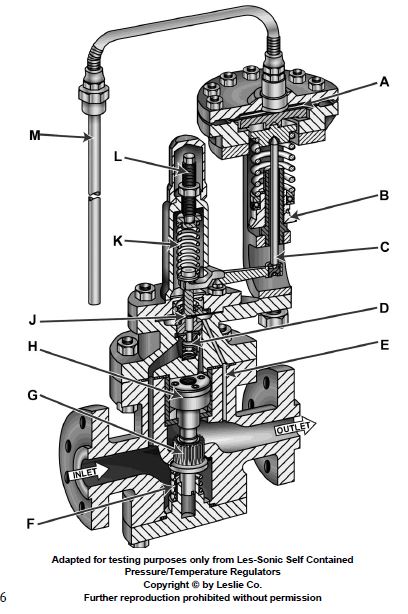 A
M
L
B
K
C
J
D
H
E
G
OUTLET
INLET
F
Adapted for testing purposes only from Les-Sonic Self Contained
Pressure/Temperature Regulators
Copyright © by Leslie Co.
6
Further reproduction prohibited without permission